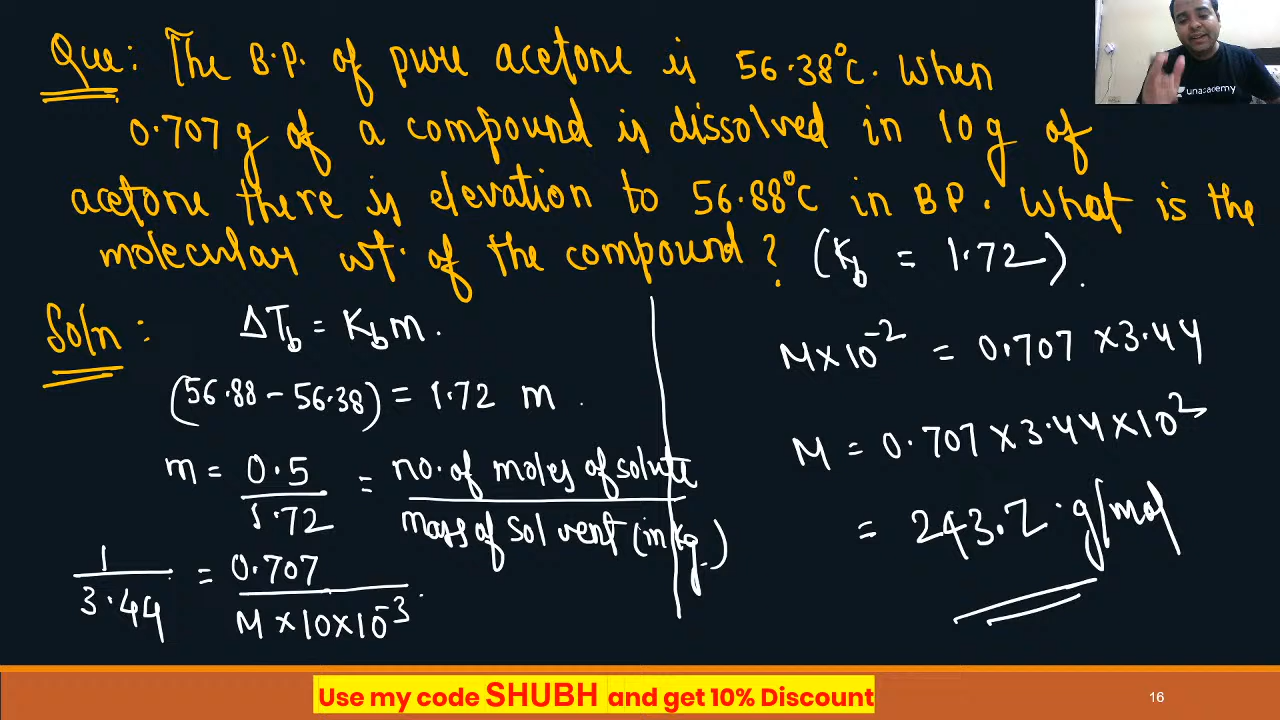 Que: The B.P. of pure acetone is 56.38°C. When
0.707 g of a compound is dissolved in 10 g of
acetone there is elevation to 56.88°C in BP. What is the
molecular wt. of the compound? (Kb = 1.72).
Soln:
ΔTb = Kb m.
(56.88 - 56.38) = 1.72 m.
m = 0.5/1.72 = no. of moles of solute/mass of solvent (in kg.)
1/3.44 = 0.707/M × 10 × 10⁻³
M × 10⁻² = 0.707 × 3.44
M = 0.707 × 3.44 × 10²
= 243.2 g/mol
unacademy
Use my code SHUBH and get 10% Discount
16